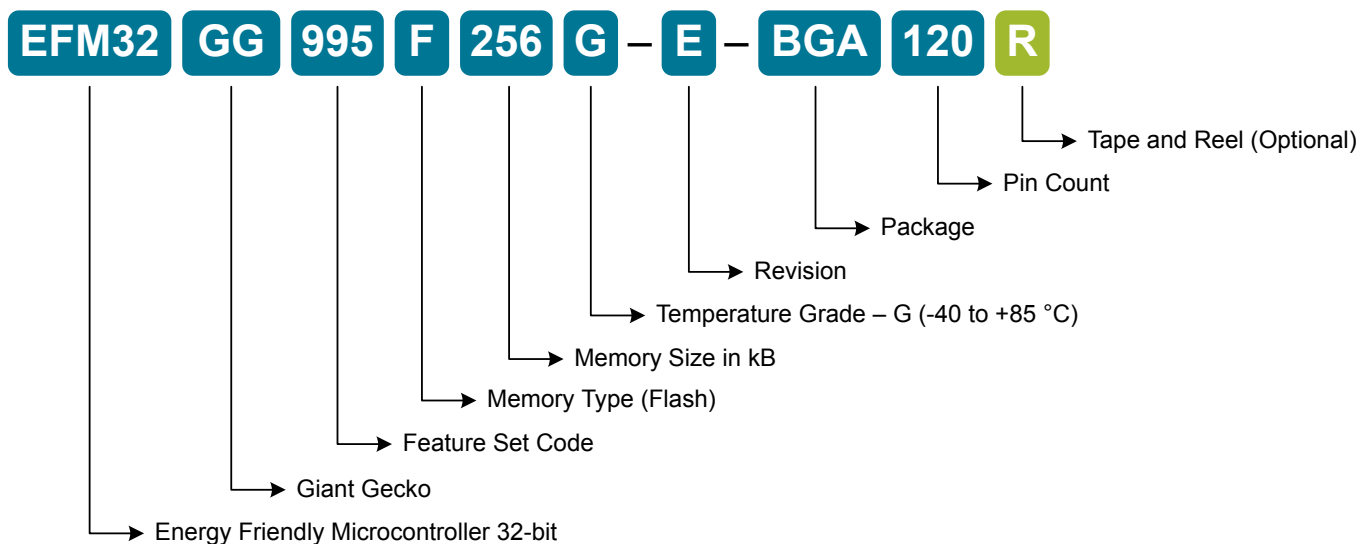 EFM32 GG 995 F 256 G – E – BGA 120 R
Tape and Reel (Optional)
Pin Count
Package
Revision
Temperature Grade – G (-40 to +85 °C)
Memory Size in kB
Memory Type (Flash)
Feature Set Code
Giant Gecko
Energy Friendly Microcontroller 32-bit